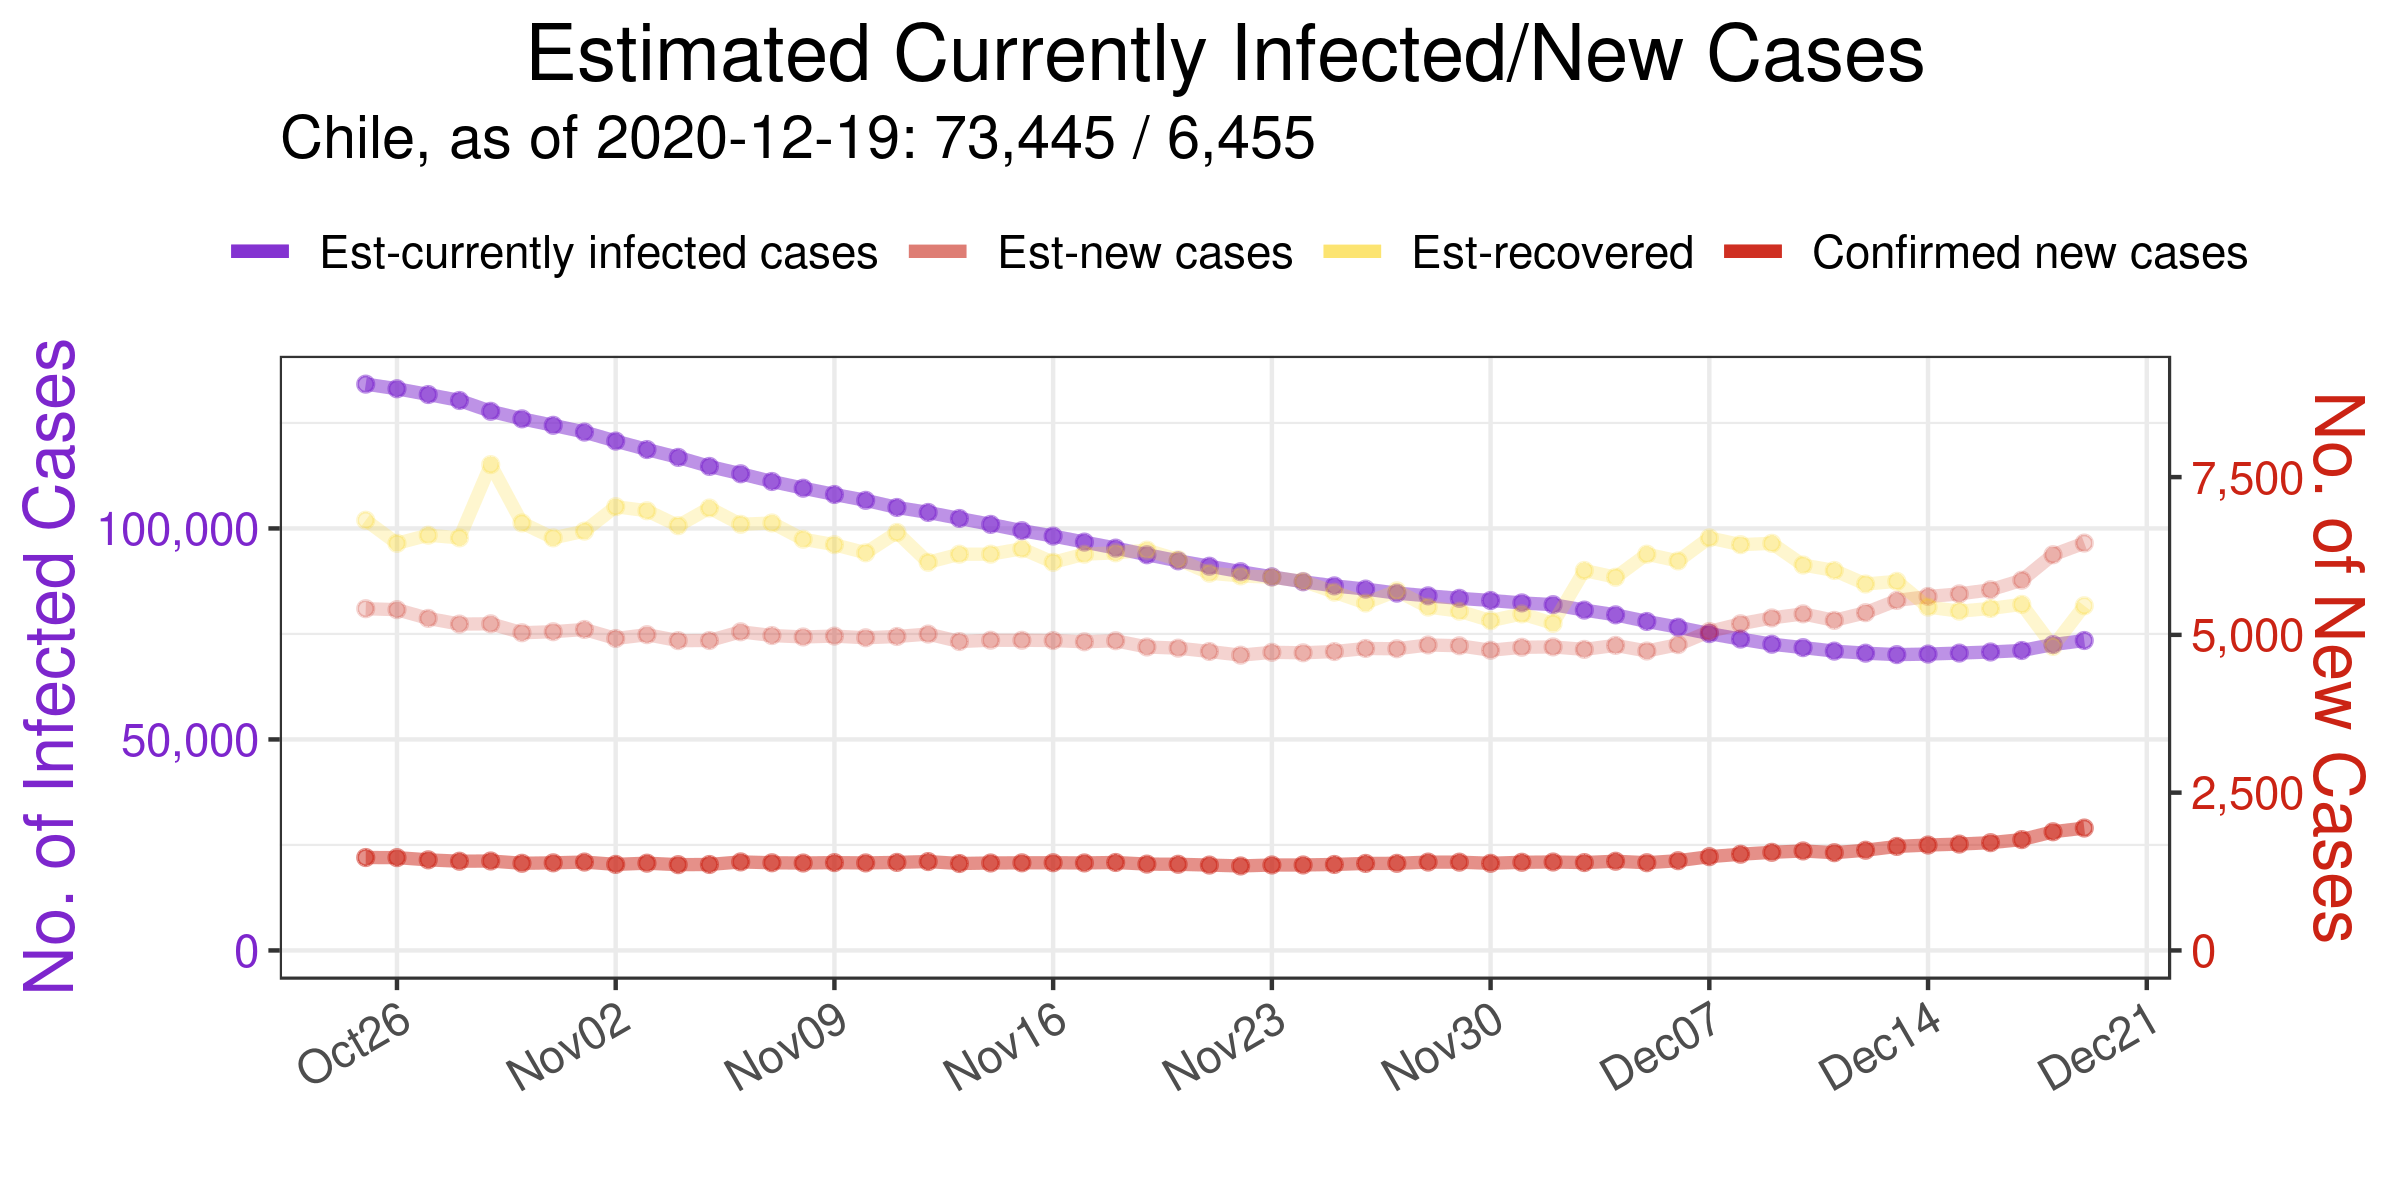 Estimated Currently Infected/New Cases
Chile, as of 2020-12-19: 73,445 / 6,455
Est-currently infected cases Est-new cases Est-recovered Confirmed new cases
No. of Infected Cases
100,000
50,000
0
No. of New Cases
7,500
5,000
2,500
0
Oct26 Nov02 Nov09 Nov16 Nov23 Nov30 Dec07 Dec14 Dec21